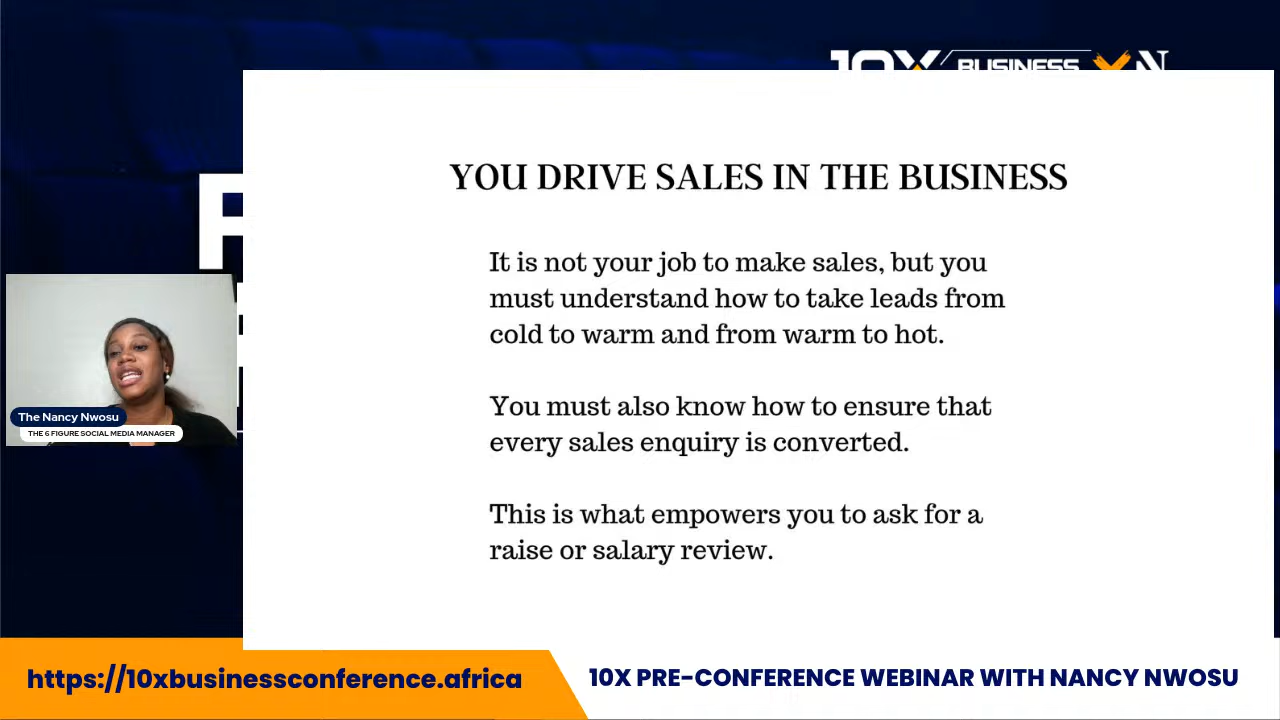 10X BUSINESS
YOU DRIVE SALES IN THE BUSINESS
It is not your job to make sales, but you
must understand how to take leads from
cold to warm and from warm to hot.
You must also know how to ensure that
every sales enquiry is converted.
This is what empowers you to ask for a
raise or salary review.
The Nancy Nwosu
THE 6 FIGURE SOCIAL MEDIA MANAGER
https://10xbusinessconference.africa
10X PRE-CONFERENCE WEBINAR WITH NANCY NWOSU